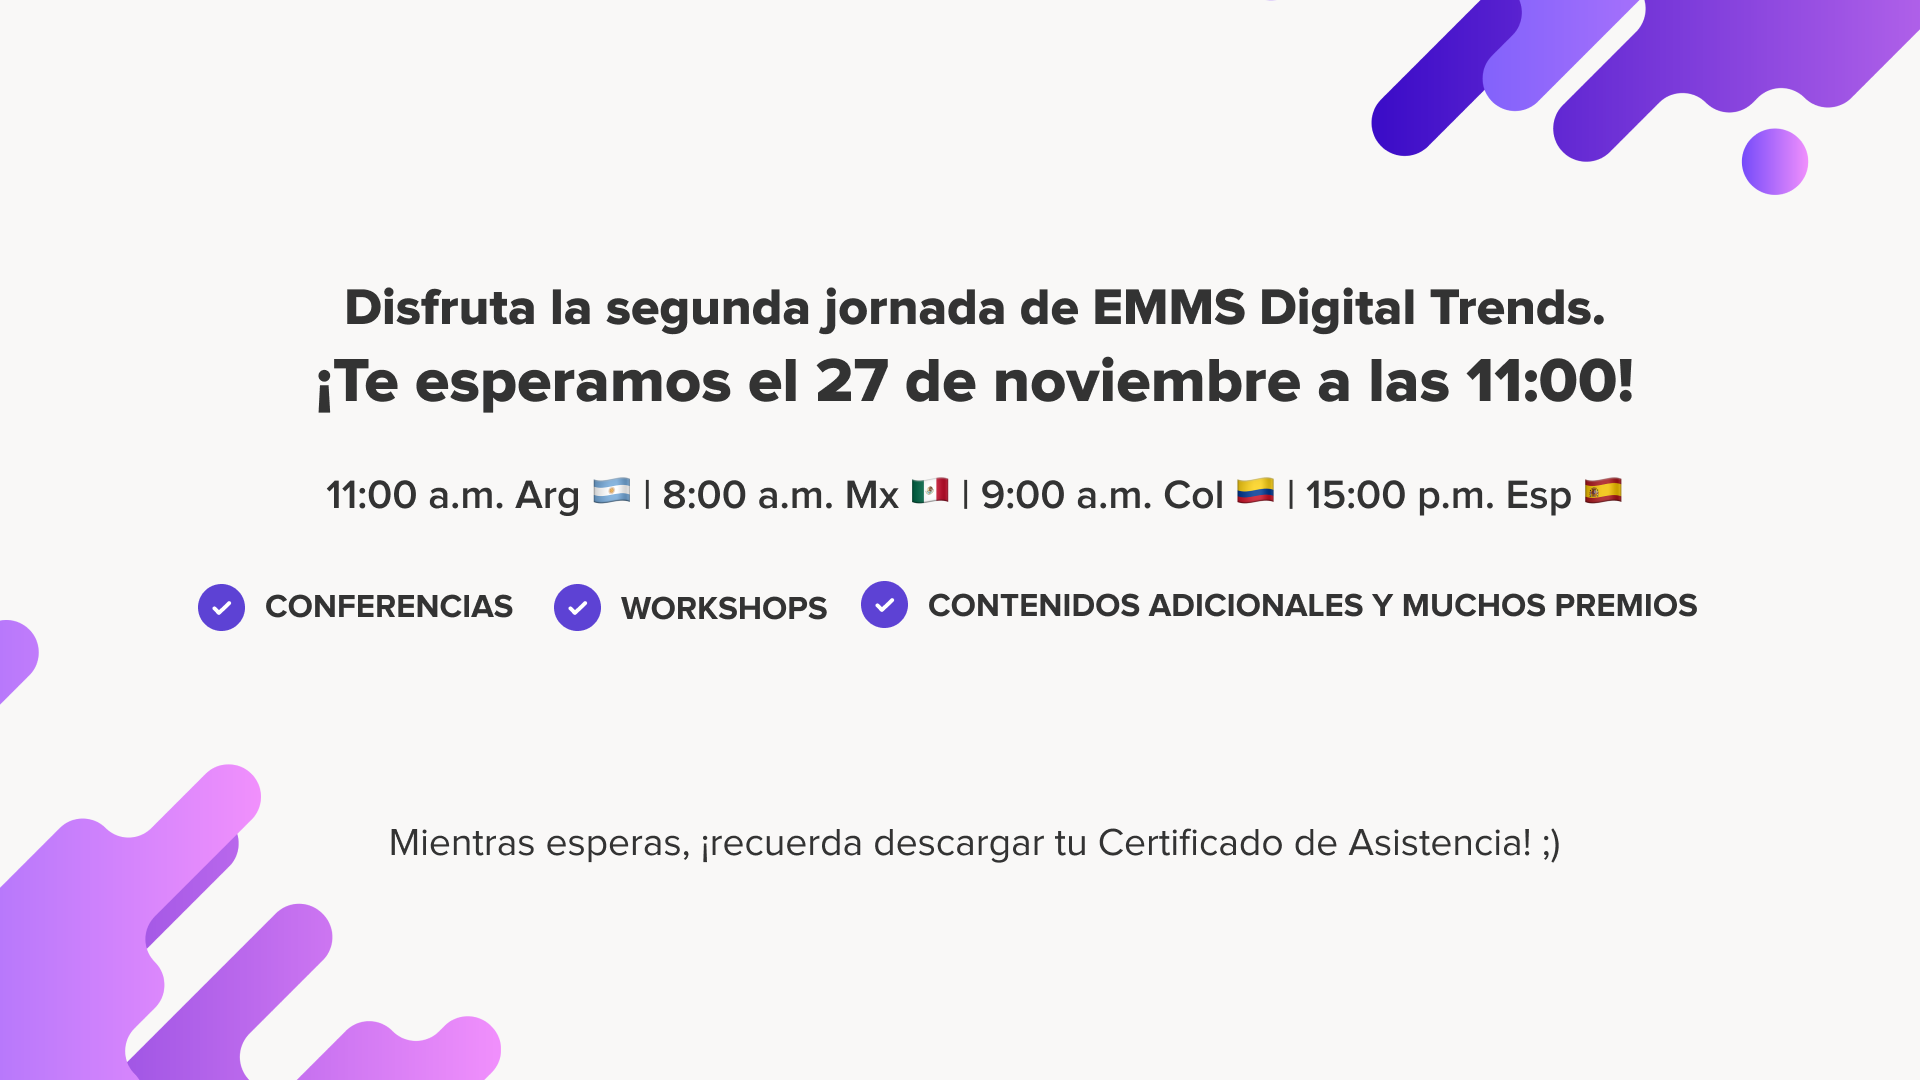 Disfruta la segunda jornada de EMMS Digital Trends.
¡Te esperamos el 27 de noviembre a las 11:00!
11:00 a.m. Arg 🇦🇷 | 8:00 a.m. Mx 🇲🇽 | 9:00 a.m. Col 🇨🇴 | 15:00 p.m. Esp 🇪🇸
CONFERENCIAS WORKSHOPS CONTENIDOS ADICIONALES Y MUCHOS PREMIOS
Mientras esperas, ¡recuerda descargar tu Certificado de Asistencia! ;)